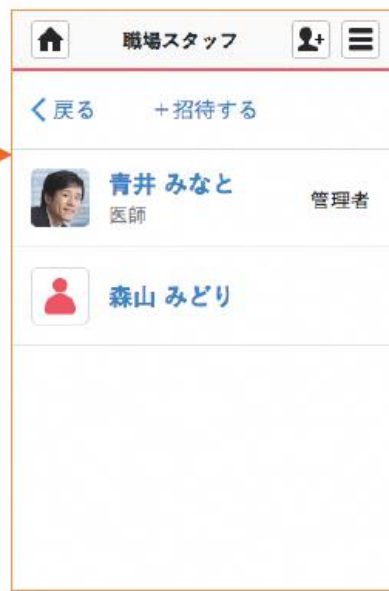 職場スタッフ
戻る +招待する
青井 みなと
医師
管理者
森山 みどり